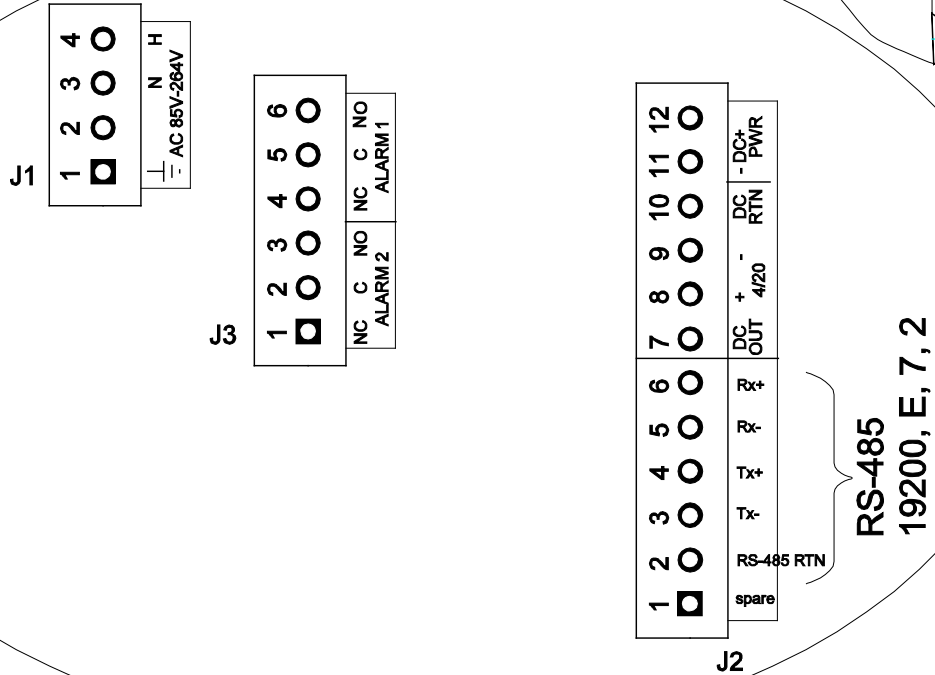 J1
4
3
2
1
H
N
AC 85V-264V
J3
6
5
4
3
2
1
NO
C
NC
ALARM 1
NO
C
NC
ALARM 2
12
11
10
9
8
7
6
5
4
3
2
1
- DC+
PWR
DC
RTN
+ -
4/20
DC
OUT
Rx+
Rx-
Tx+
Tx-
RS-485 RTN
spare
J2
RS-485
19200, E, 7, 2